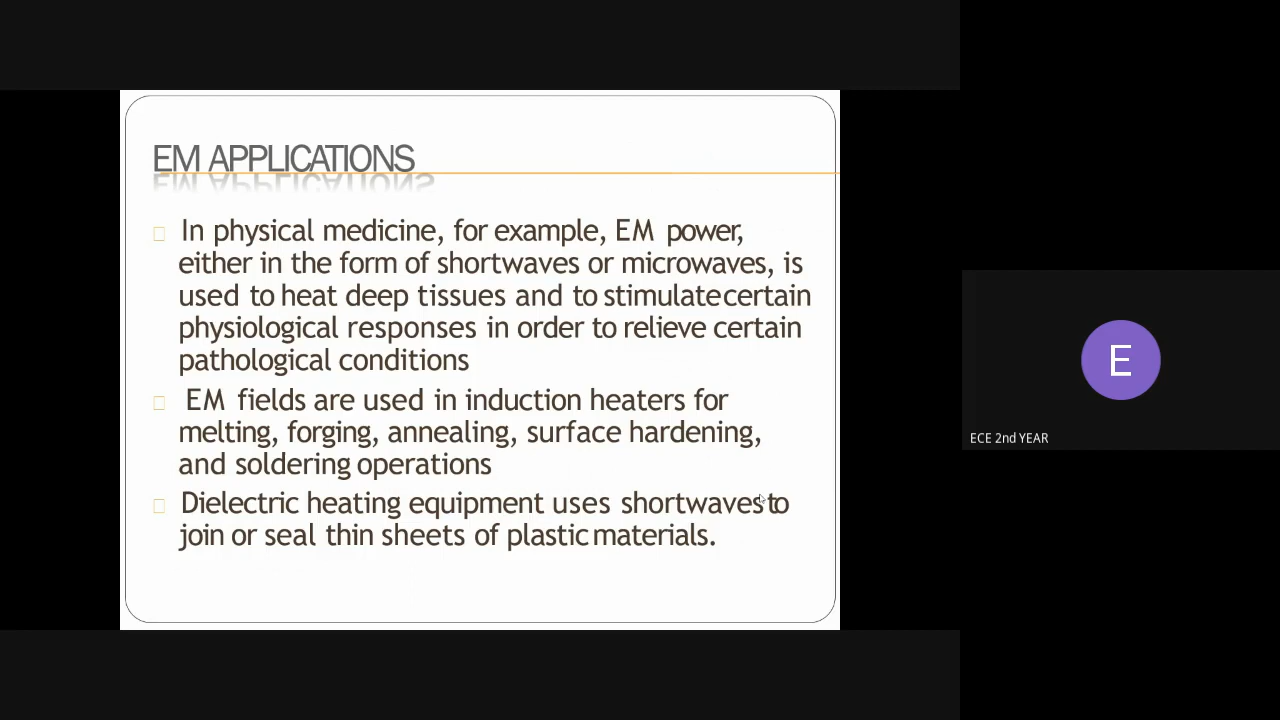 EM APPLICATIONS
In physical medicine, for example, EM power,
either in the form of shortwaves or microwaves, is
used to heat deep tissues and to stimulate certain
physiological responses in order to relieve certain
pathological conditions
EM fields are used in induction heaters for
melting, forging, annealing, surface hardening,
and soldering operations
Dielectric heating equipment uses shortwaves to
join or seal thin sheets of plastic materials.
E
ECE 2nd YEAR